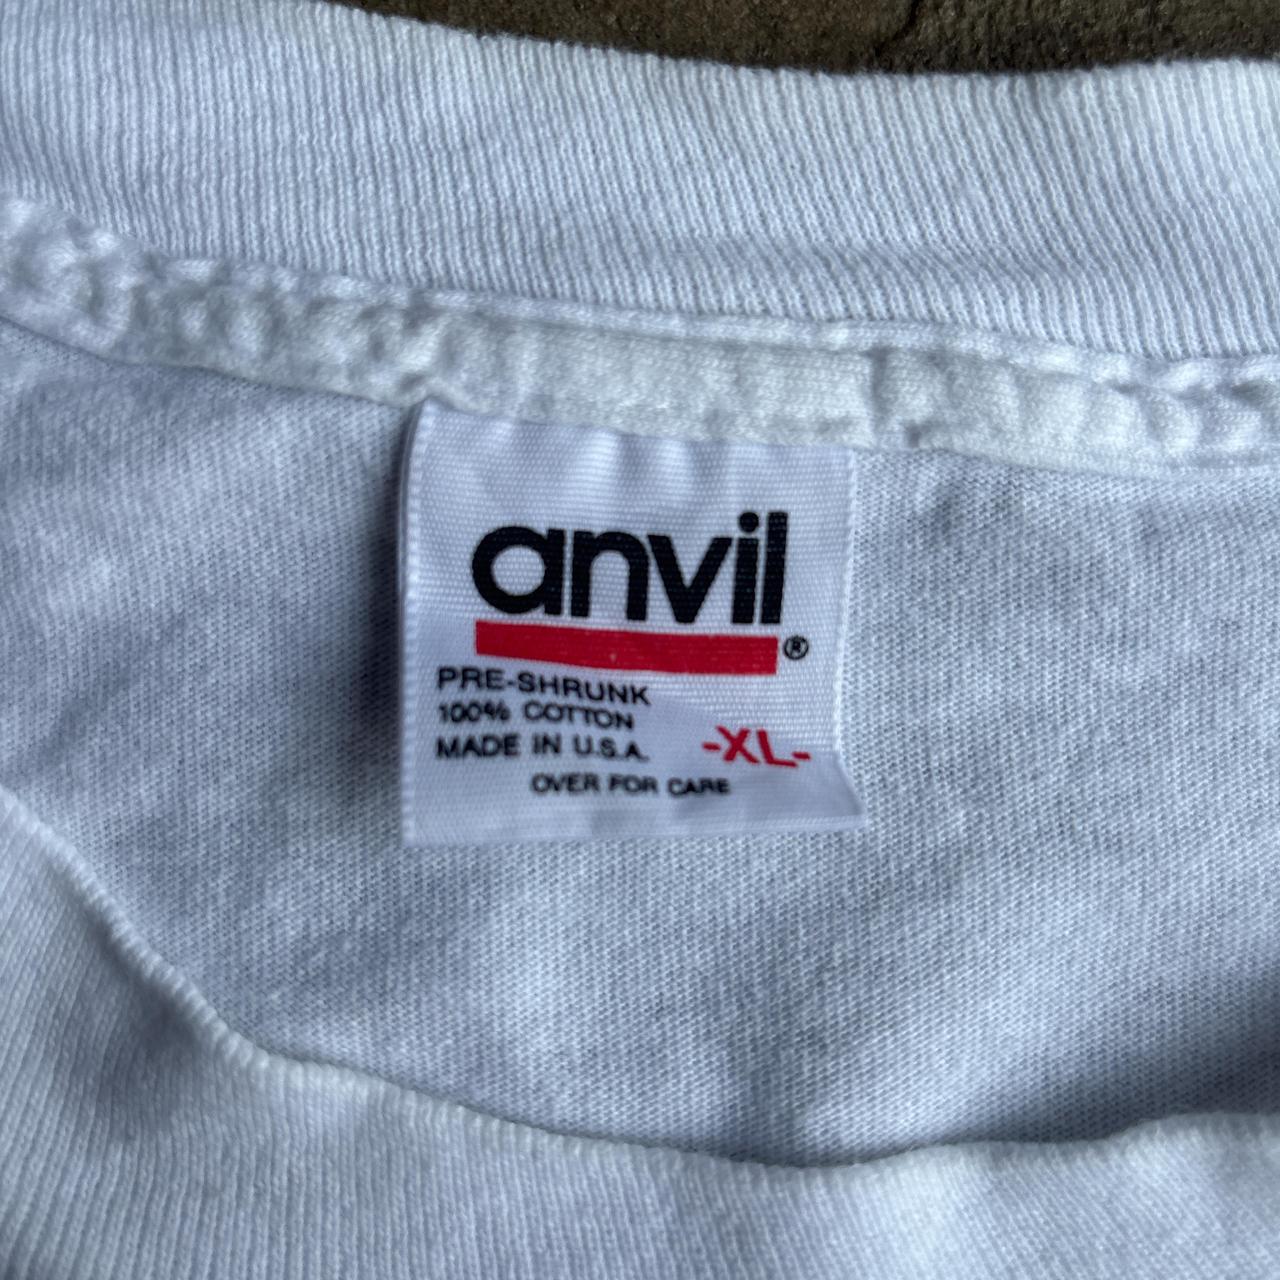 anvil®
PRE-SHRUNK
100% COTTON
MADE IN U.S.A. -XL-
OVER FOR CARE